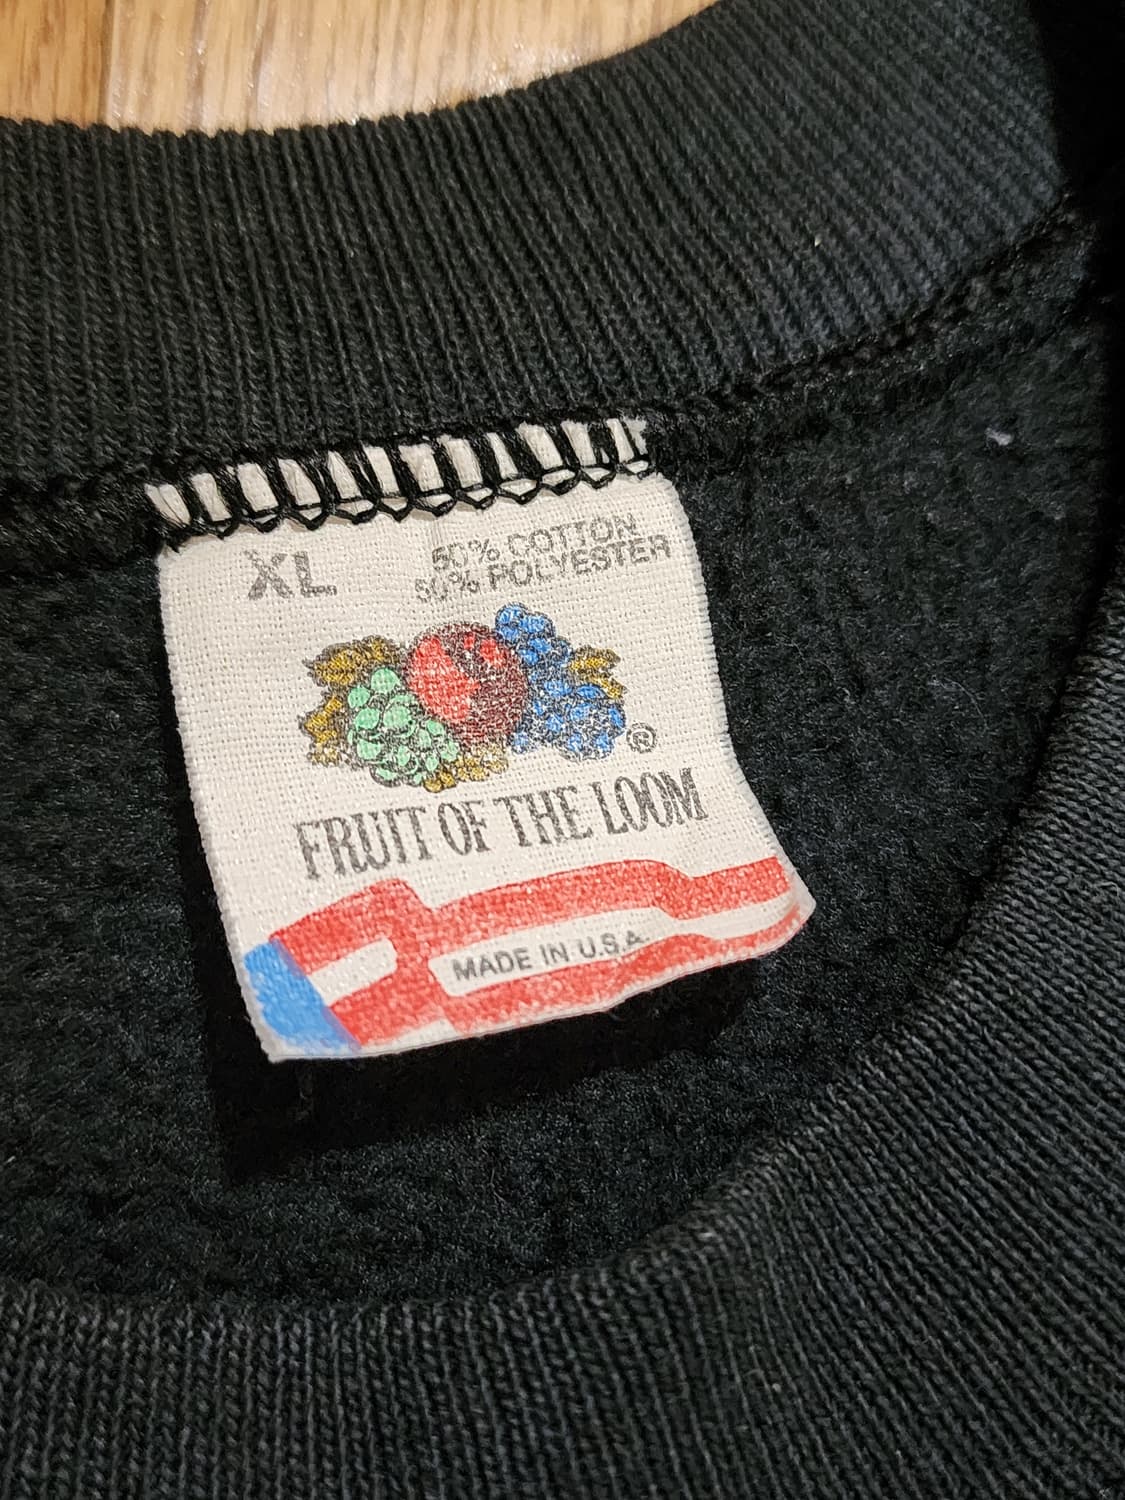 XL
50% COTTON
50% POLYESTER
®
FRUIT OF THE LOOM
MADE IN U.S.A.